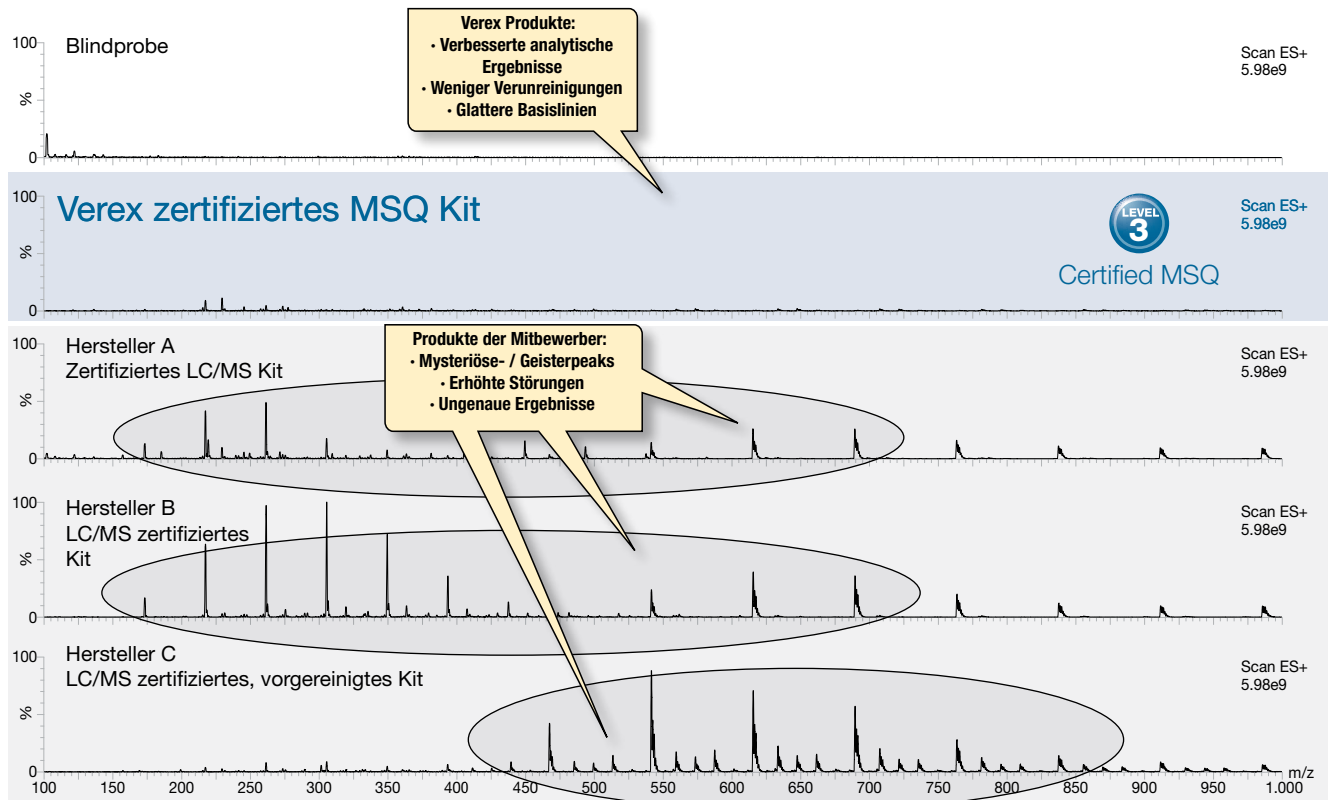 Verex Produkte:
• Verbesserte analytische
Ergebnisse
• Weniger Verunreinigungen
• Glattere Basislinien
100
%
0
Blindprobe
Scan ES+
5.98e9
100
%
0
Verex zertifiziertes MSQ Kit
LEVEL
3
Certified MSQ
Scan ES+
5.98e9
Produkte der Mitbewerber:
• Mysteriöse- / Geisterpeaks
• Erhöhte Störungen
• Ungenaue Ergebnisse
100
%
0
Hersteller A
Zertifiziertes LC/MS Kit
Scan ES+
5.98e9
100
%
0
Hersteller B
LC/MS zertifiziertes
Kit
Scan ES+
5.98e9
100
%
0
Hersteller C
LC/MS zertifiziertes, vorgereinigtes Kit
Scan ES+
5.98e9
100 150 200 250 300 350 400 450 500 550 600 650 700 750 800 850 900 950 1.000 m/z